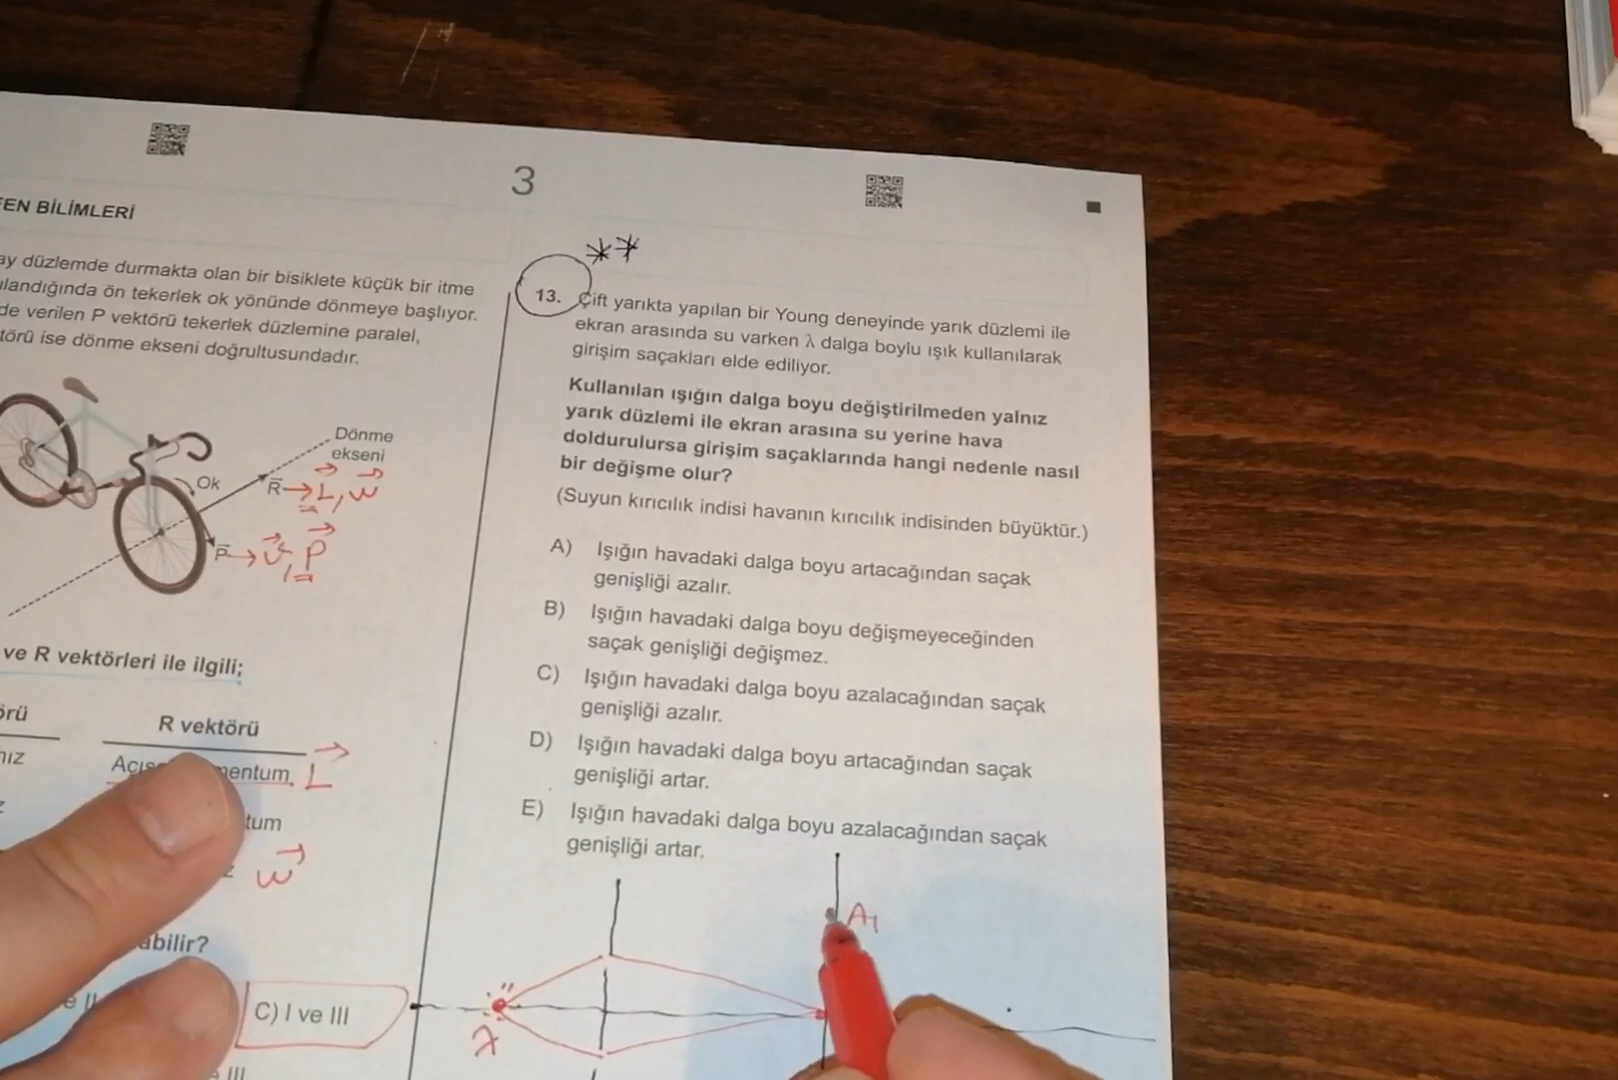 3
FEN BİLİMLERİ
ay düzlemde durmakta olan bir bisiklete küçük bir itme
ulandığında ön tekerlek ok yönünde dönmeye başlıyor.
de verilen P vektörü tekerlek düzlemine paralel,
törü ise dönme ekseni doğrultusundadır.
Dönme
ekseni
Ok
R → L, w
P → P
ve R vektörleri ile ilgili;
örü
R vektörü
hız
Açıs mentum L
tum
w
abilir?
C) I ve III
III
13. Çift yarıkta yapılan bir Young deneyinde yarık düzlemi ile
ekran arasında su varken λ dalga boylu ışık kullanılarak
girişim saçakları elde ediliyor.
Kullanılan ışığın dalga boyu değiştirilmeden yalnız
yarık düzlemi ile ekran arasına su yerine hava
doldurulursa girişim saçaklarında hangi nedenle nasıl
bir değişme olur?
(Suyun kırıcılık indisi havanın kırıcılık indisinden büyüktür.)
A) Işığın havadaki dalga boyu artacağından saçak
genişliği azalır.
B) Işığın havadaki dalga boyu değişmeyeceğinden
saçak genişliği değişmez.
C) Işığın havadaki dalga boyu azalacağından saçak
genişliği azalır.
D) Işığın havadaki dalga boyu artacağından saçak
genişliği artar.
E) Işığın havadaki dalga boyu azalacağından saçak
genişliği artar.
A1
λ